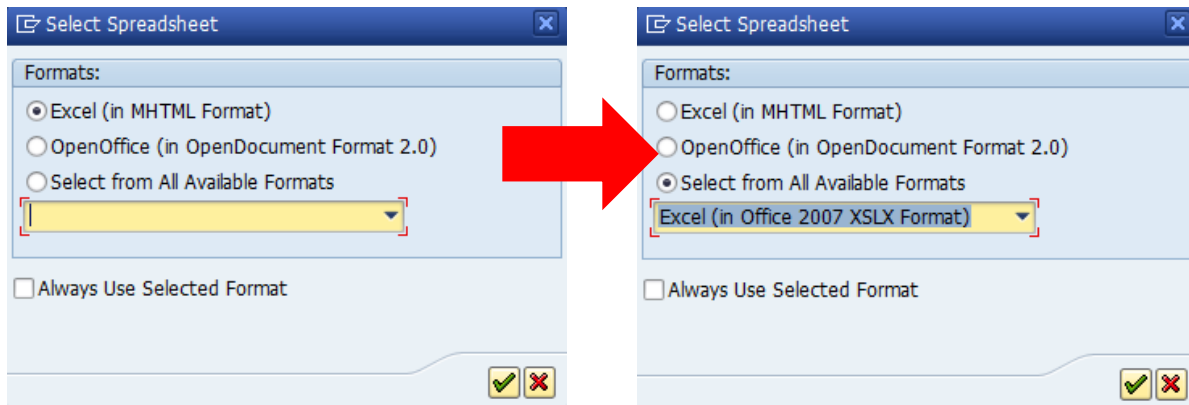 Select Spreadsheet
Formats:
Excel (in MHTML Format)
OpenOffice (in OpenDocument Format 2.0)
Select from All Available Formats
Always Use Selected Format
Select Spreadsheet
Formats:
Excel (in MHTML Format)
OpenOffice (in OpenDocument Format 2.0)
Select from All Available Formats
Excel (in Office 2007 XSLX Format)
Always Use Selected Format